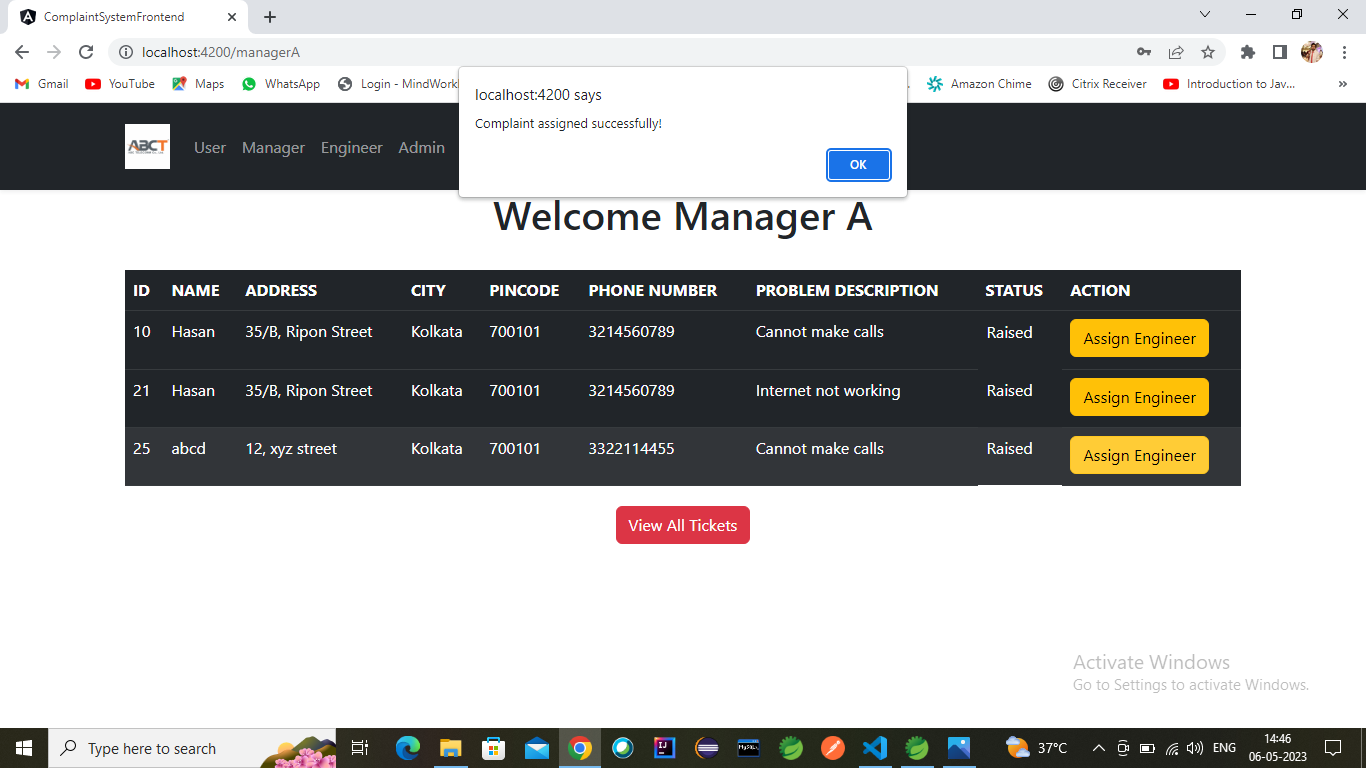 ComplaintSystemFrontend
localhost:4200/managerA
Gmail YouTube Maps WhatsApp Login - MindWork Amazon Chime Citrix Receiver Introduction to Jav... »
localhost:4200 says
Complaint assigned successfully!
OK
ABCT User Manager Engineer Admin
Welcome Manager A
ID NAME ADDRESS CITY PINCODE PHONE NUMBER PROBLEM DESCRIPTION STATUS ACTION
10 Hasan 35/B, Ripon Street Kolkata 700101 3214560789 Cannot make calls Raised Assign Engineer
21 Hasan 35/B, Ripon Street Kolkata 700101 3214560789 Internet not working Raised Assign Engineer
25 abcd 12, xyz street Kolkata 700101 3322114455 Cannot make calls Raised Assign Engineer
View All Tickets
Activate Windows
Go to Settings to activate Windows.
Type here to search
37°C
ENG
14:46
06-05-2023